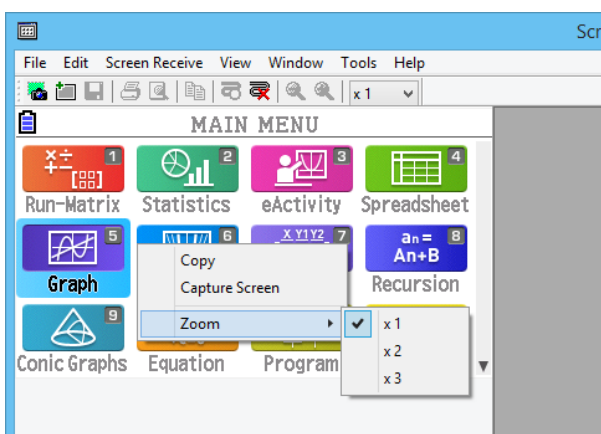 Scr
File Edit Screen Receive View Window Tools Help
x 1
MAIN MENU
×÷+− [88] 1 2 3 4
Run-Matrix Statistics eActivity Spreadsheet
5 6 X Y1Y2 7 an= 8
An+B
Graph Recursion
Copy
Capture Screen
Zoom
x 1
x 2
x 3
9
Conic Graphs Equation Program